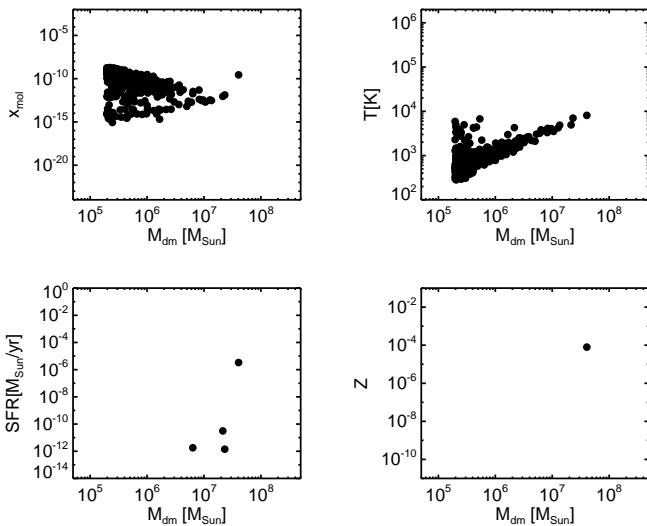 10^-5
10^-10
10^-15
10^-20
x_mol
10^5 10^6 10^7 10^8
M_dm [M_Sun]
10^6
10^5
10^4
10^3
10^2
T[K]
10^5 10^6 10^7 10^8
M_dm [M_Sun]
10^0
10^-2
10^-4
10^-6
10^-8
10^-10
10^-12
10^-14
SFR[M_Sun/yr]
10^5 10^6 10^7 10^8
M_dm [M_Sun]
10^-2
10^-4
10^-6
10^-8
10^-10
Z
10^5 10^6 10^7 10^8
M_dm [M_Sun]